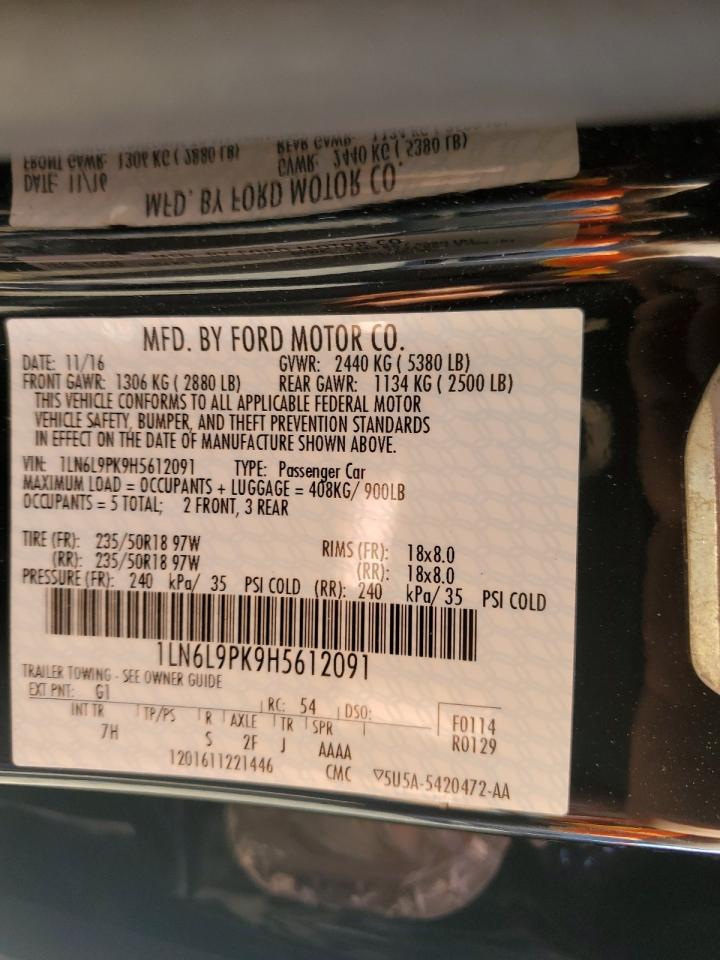 MFD. BY FORD MOTOR CO.
DATE: 11/16 GVWR: 2440 KG ( 5380 LB)
FRONT GAWR: 1306 KG ( 2880 LB) REAR GAWR: 1134 KG ( 2500 LB)
THIS VEHICLE CONFORMS TO ALL APPLICABLE FEDERAL MOTOR
VEHICLE SAFETY, BUMPER, AND THEFT PREVENTION STANDARDS
IN EFFECT ON THE DATE OF MANUFACTURE SHOWN ABOVE.
VIN: 1LN6L9PK9H5612091 TYPE: Passenger Car
MAXIMUM LOAD = OCCUPANTS + LUGGAGE = 408KG/ 900LB
OCCUPANTS = 5 TOTAL; 2 FRONT, 3 REAR
TIRE (FR): 235/50R18 97W RIMS (FR): 18x8.0
(RR): 235/50R18 97W (RR): 18x8.0
PRESSURE (FR): 240 kPa/ 35 PSI COLD (RR): 240 kPa/ 35 PSI COLD
1LN6L9PK9H5612091
TRAILER TOWING - SEE OWNER GUIDE
EXT PNT: G1 RC: 54 DSO:
INT TR TP/PS R AXLE TR SPR F0114
7H S 2F J AAAA R0129
1201611221446 CMC ▽5U5A-5420472-AA